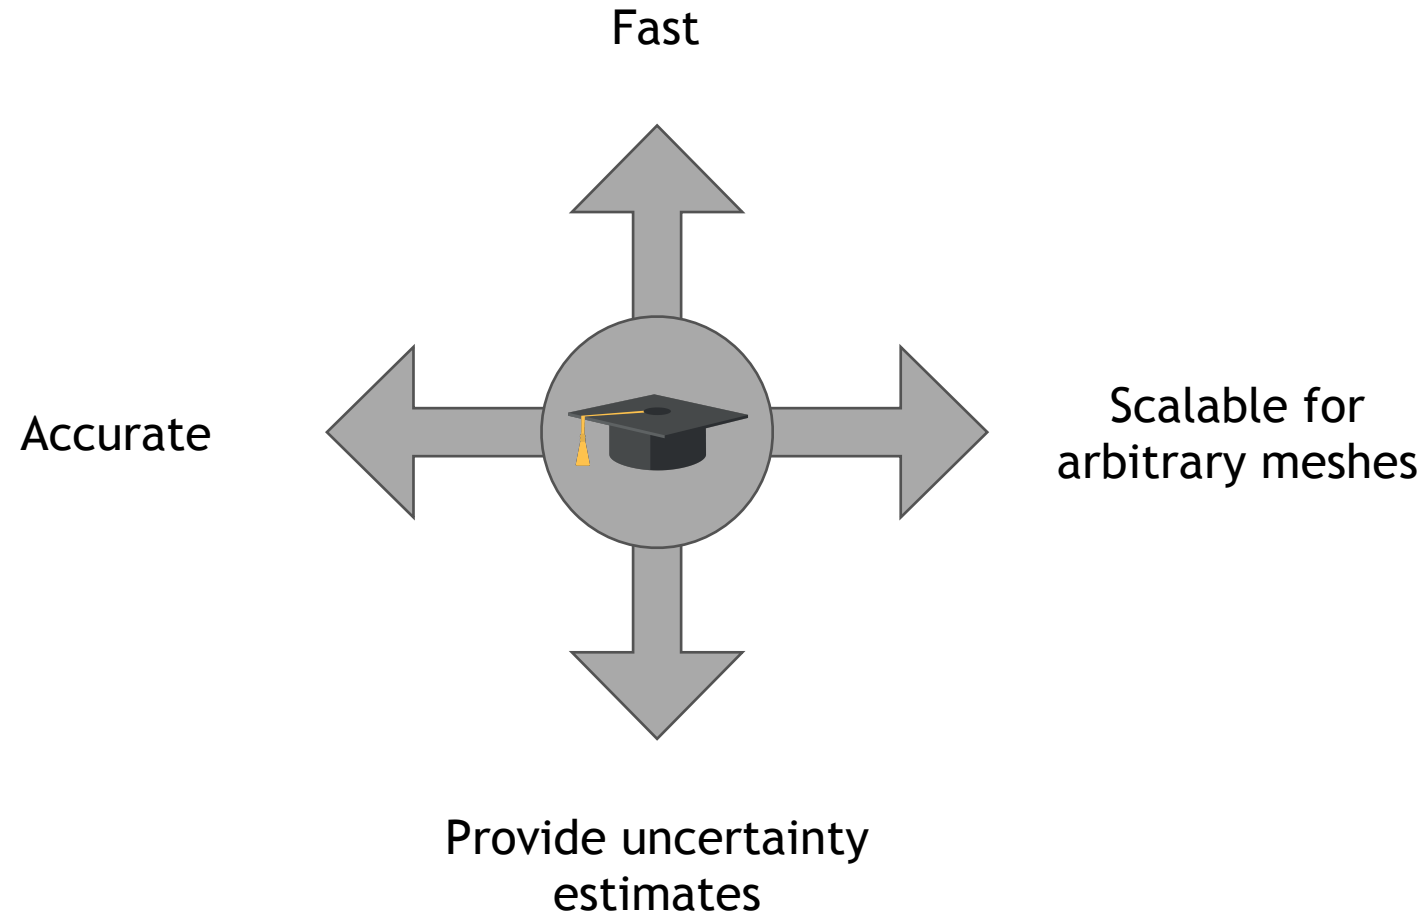 Fast
Accurate
Scalable for
arbitrary meshes
Provide uncertainty
estimates